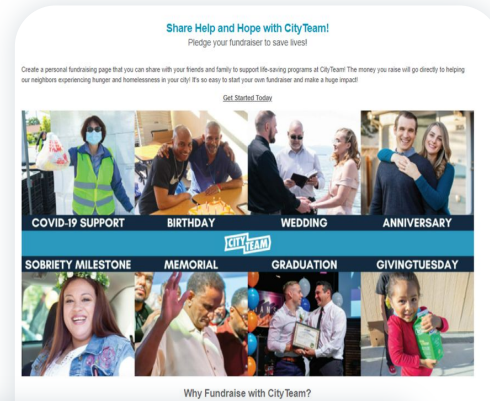 Share Help and Hope with CityTeam!
Pledge your fundraiser to save lives!
Create a personal fundraising page that you can share with your friends and family to support life-saving programs at CityTeam! The money you raise will go directly to helping
our neighbors experiencing hunger and homelessness in your city! It's so easy to start your own fundraiser and make a huge impact!
Get Started Today
COVID-19 SUPPORT BIRTHDAY WEDDING ANNIVERSARY
CITY TEAM
SOBRIETY MILESTONE MEMORIAL GRADUATION GIVINGTUESDAY
Why Fundraise with CityTeam?